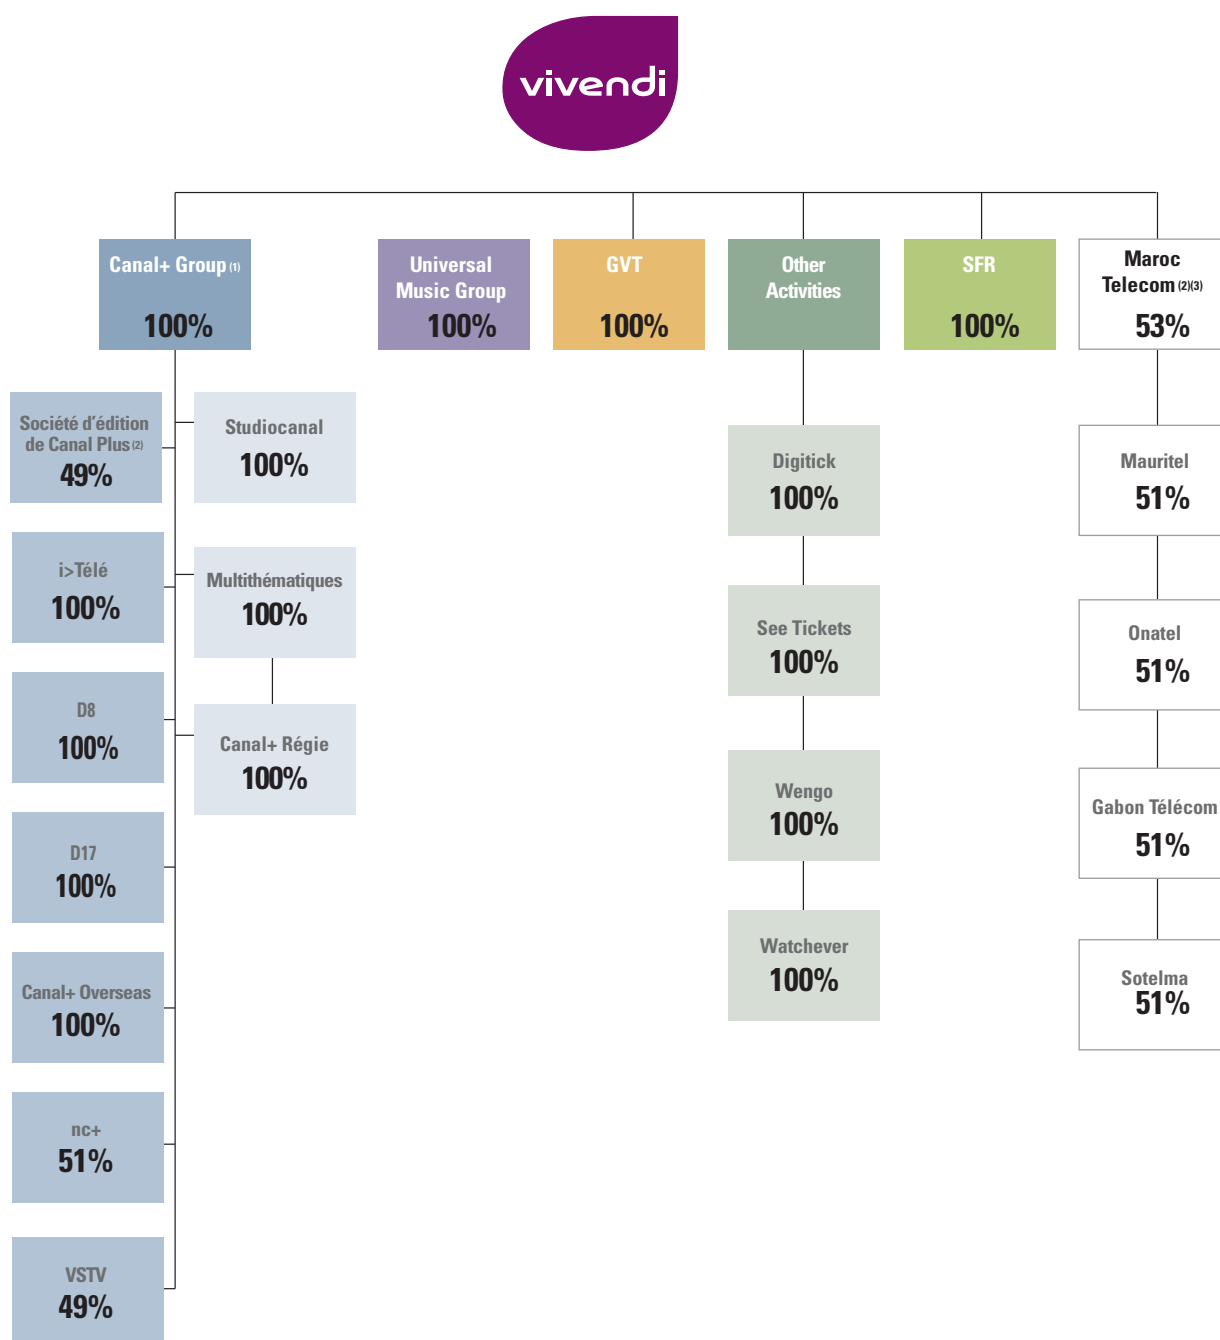 vivendi
Canal+ Group (1)
100%
Universal
Music Group
100%
GVT
100%
Other
Activities
SFR
100%
Maroc
Telecom (2)(3)
53%
Société d'édition
de Canal Plus (2)
49%
i>Télé
100%
D8
100%
D17
100%
Canal+ Overseas
100%
nc+
51%
VSTV
49%
Studiocanal
100%
Multithématiques
100%
Canal+ Régie
100%
Digitick
100%
See Tickets
100%
Wengo
100%
Watchever
100%
Mauritel
51%
Onatel
51%
Gabon Télécom
51%
Sotelma
51%